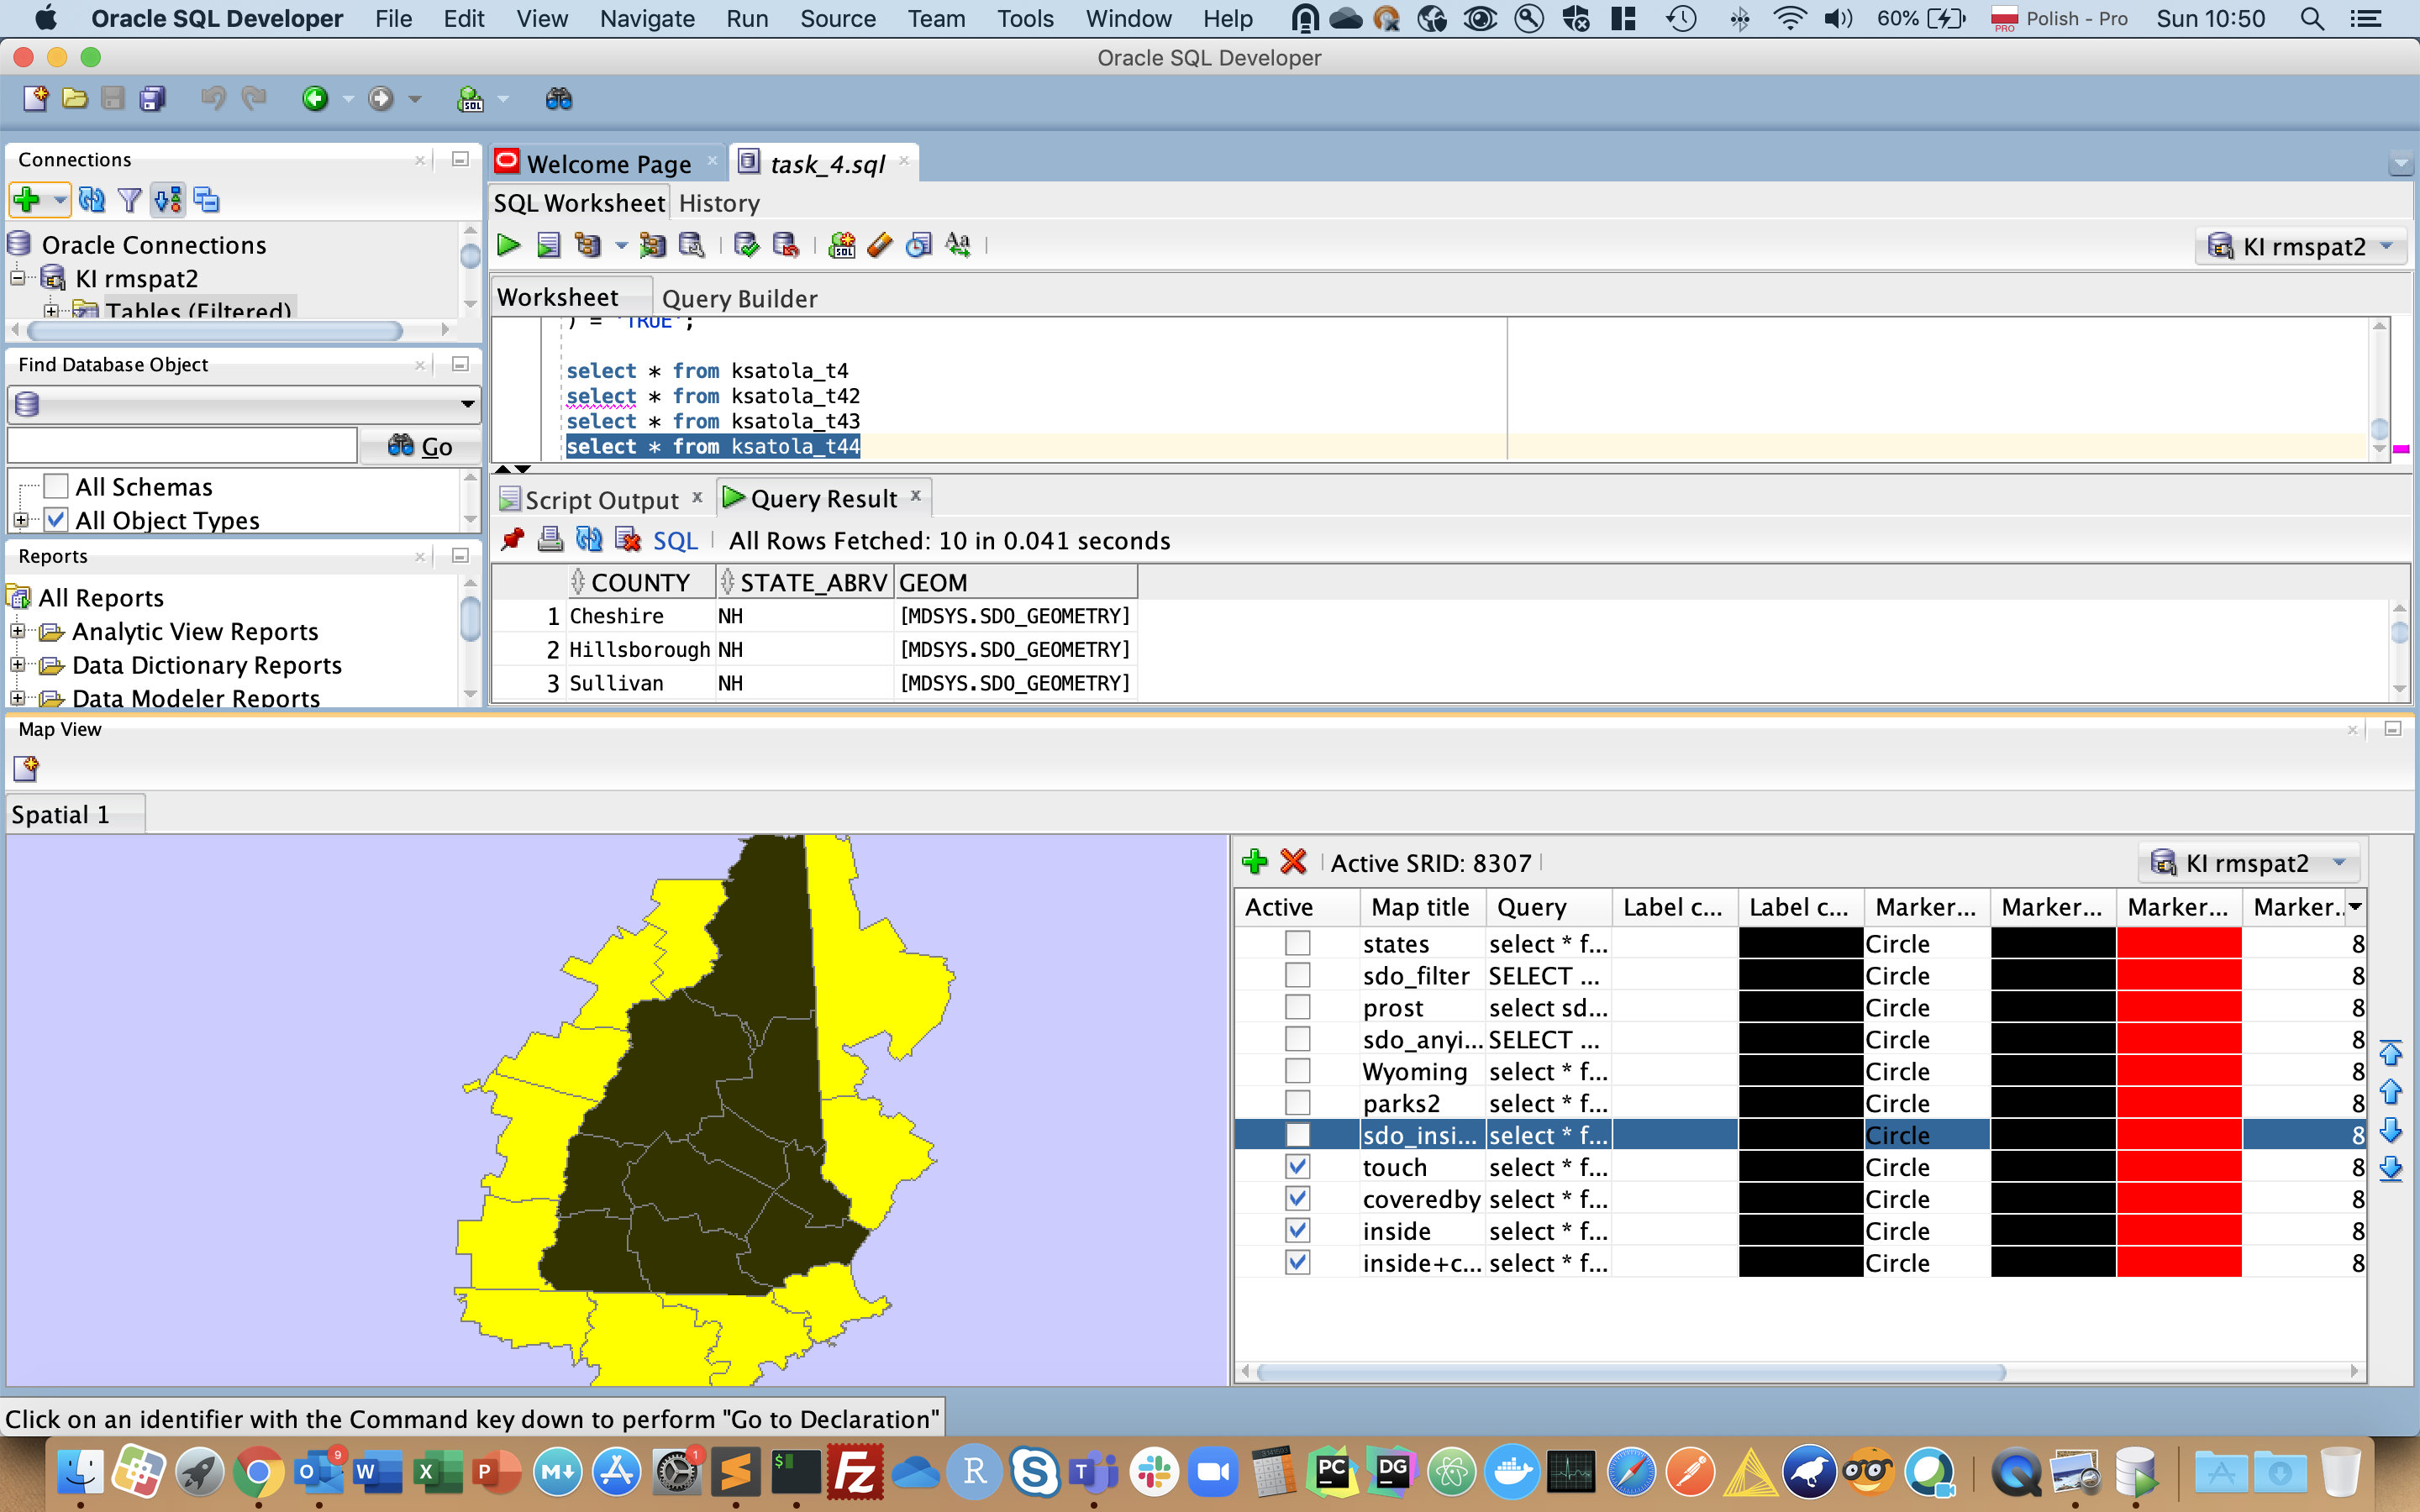 Oracle SQL Developer File Edit View Navigate Run Source Team Tools Window Help 60% PRO Polish - Pro Sun 10:50
Oracle SQL Developer
SQL
Connections
Oracle Connections
KI rmspat2
Tables (Filtered)
Find Database Object
Go
All Schemas
All Object Types
Reports
All Reports
Analytic View Reports
Data Dictionary Reports
Data Modeler Reports
Welcome Page task_4.sql
SQL Worksheet History
KI rmspat2
Worksheet Query Builder
) = 'TRUE';
select * from ksatola_t4
select * from ksatola_t42
select * from ksatola_t43
select * from ksatola_t44
Script Output Query Result
SQL All Rows Fetched: 10 in 0.041 seconds
COUNTY STATE_ABRV GEOM
1 Cheshire NH [MDSYS.SDO_GEOMETRY]
2 Hillsborough NH [MDSYS.SDO_GEOMETRY]
3 Sullivan NH [MDSYS.SDO_GEOMETRY]
Map View
Spatial 1
Active SRID: 8307 KI rmspat2
Active Map title Query Label c... Label c... Marker... Marker... Marker... Marker..
states select * f... Circle 8
sdo_filter SELECT ... Circle 8
prost select sd... Circle 8
sdo_anyi... SELECT ... Circle 8
Wyoming select * f... Circle 8
parks2 select * f... Circle 8
sdo_insi... select * f... Circle 8
touch select * f... Circle 8
coveredby select * f... Circle 8
inside select * f... Circle 8
inside+c... select * f... Circle 8
Click on an identifier with the Command key down to perform "Go to Declaration"
9 O W X P M 1 S $ Fz R S T PC DG